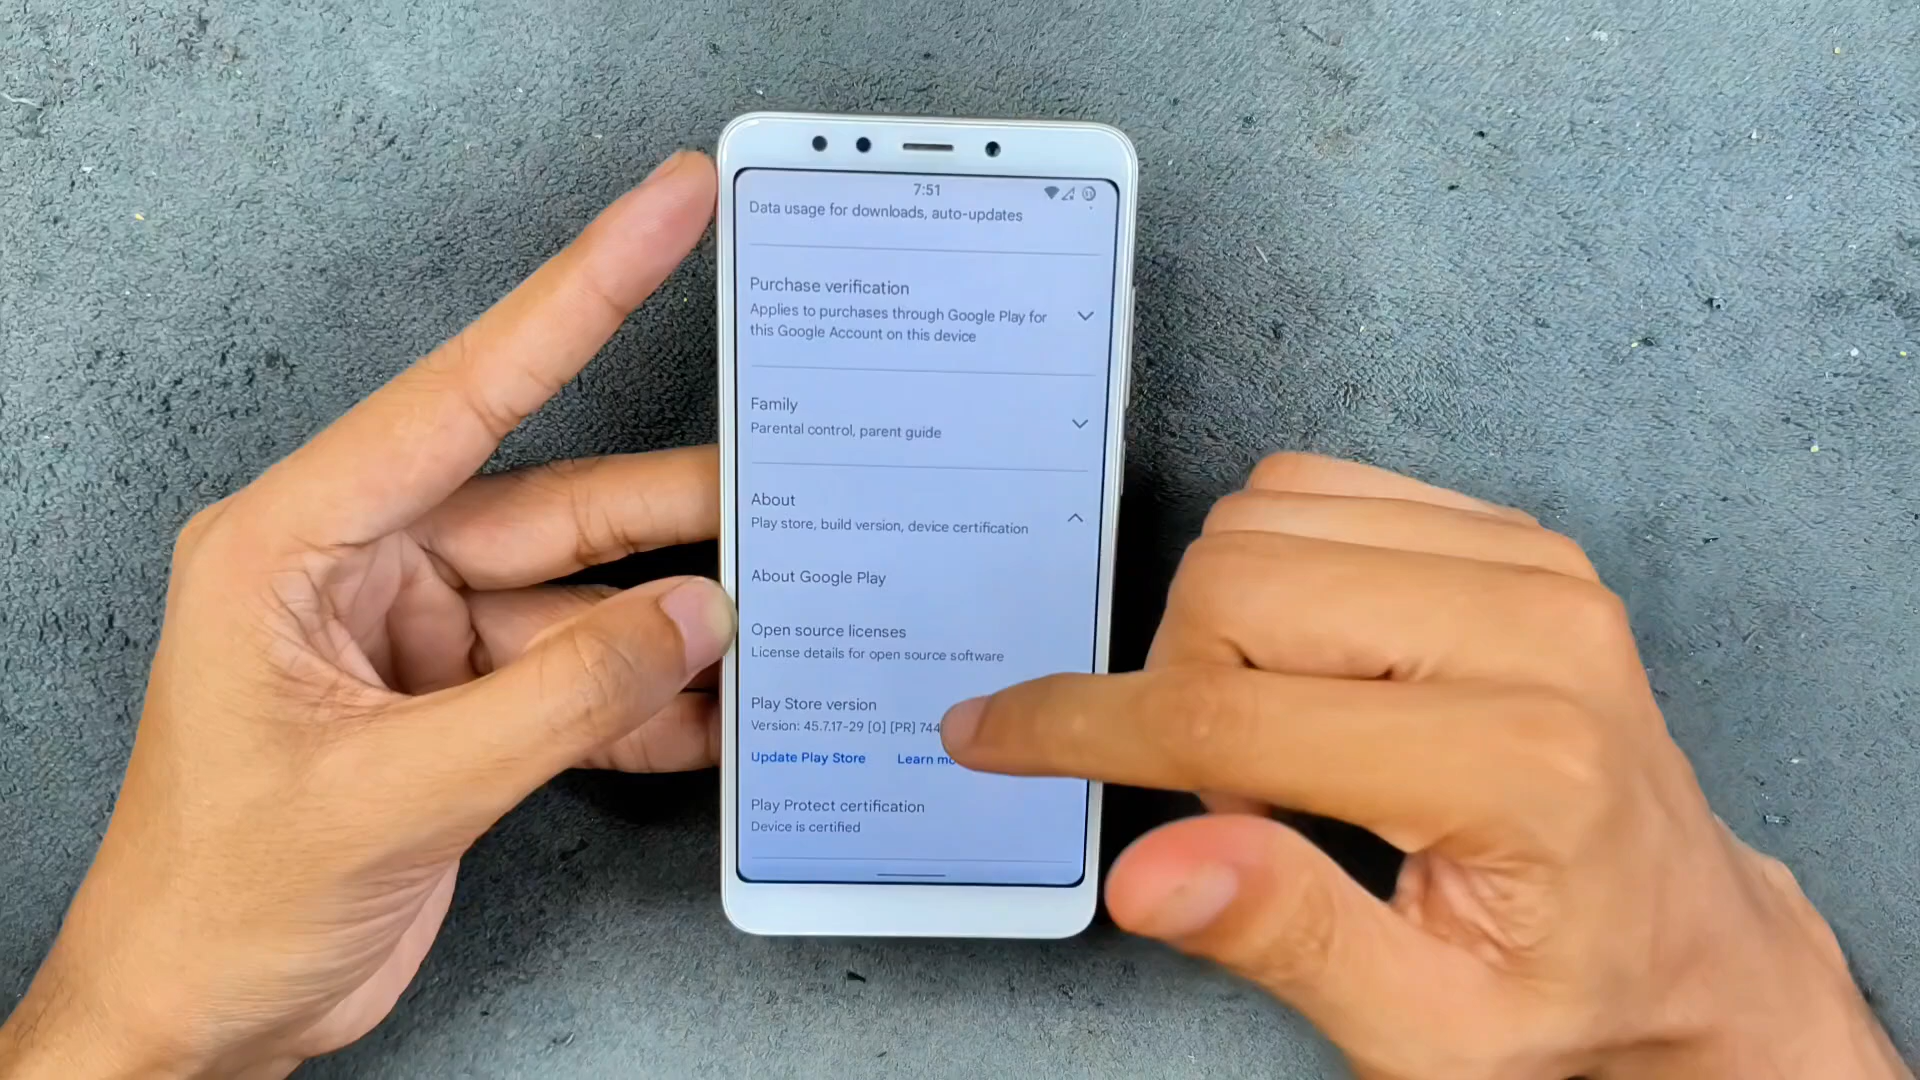 7:51
Data usage for downloads, auto-updates
Purchase verification
Applies to purchases through Google Play for
this Google Account on this device
Family
Parental control, parent guide
About
Play store, build version, device certification
About Google Play
Open source licenses
License details for open source software
Play Store version
Version: 45.7.17-29 [0] [PR] 744
Update Play Store
Learn mo
Play Protect certification
Device is certified